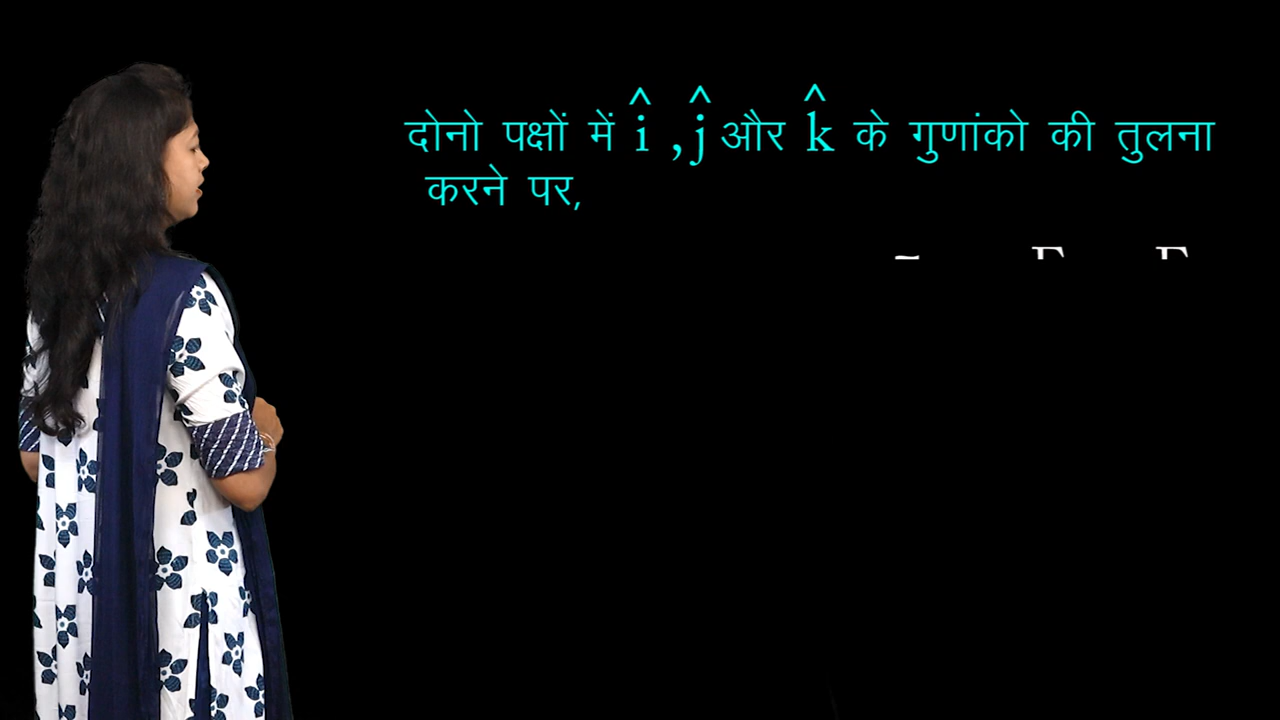 दोनो पक्षों में î , ĵ और k̂ के गुणांको की तुलना
करने पर,